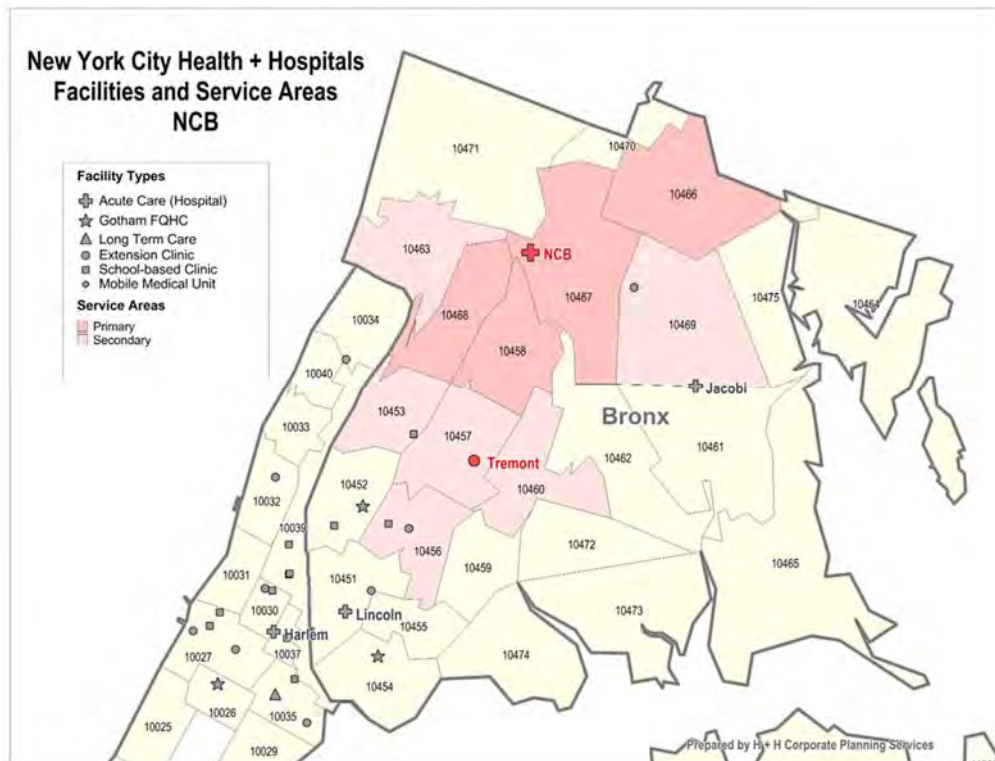 New York City Health + Hospitals
Facilities and Service Areas
NCB
Facility Types
Acute Care (Hospital)
Gotham FQHC
Long Term Care
Extension Clinic
School-based Clinic
Mobile Medical Unit
Service Areas
Primary
Secondary
10471
10470
10466
10463
NCB
10467
10475
10464
10034
10468
10469
10458
10040
Jacobi
10453
Bronx
10033
10457
10461
10462
Tremont
10452
10460
10032
10039
10456
10472
10459
10465
10031
10451
10030
Lincoln
10473
10455
Harlem
10027
10037
10474
10454
10035
10026
10025
10029
Prepared by H + H Corporate Planning Services